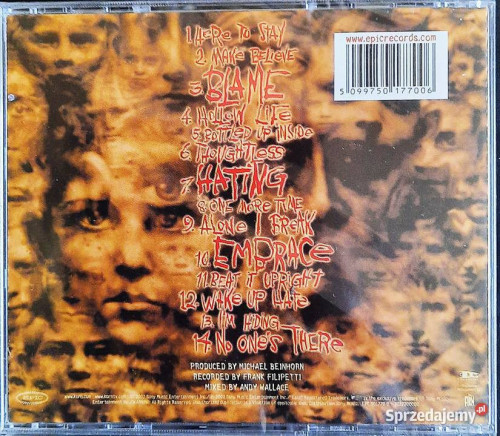 www.epicrecords.com
5 099750 177006
1. HERE TO STAY
2. MAKE BELIEVE
3. BLAME
4. HOLLOW LIFE
5. BOTTLED UP INSIDE
6. THOUGHTLESS
7. HATING
8. ONE MORE TIME
9. ALONE I BREAK
10. EMBRACE
11. BEAT IT UPRIGHT
12. WAKE UP HATE
13. I'M HIDING
14. NO ONE'S THERE
PRODUCED BY MICHAEL BEINHORN
RECORDED BY FRANK FILIPETTI
MIXED BY ANDY WALLACE
epic
Sprzedajemy.pl